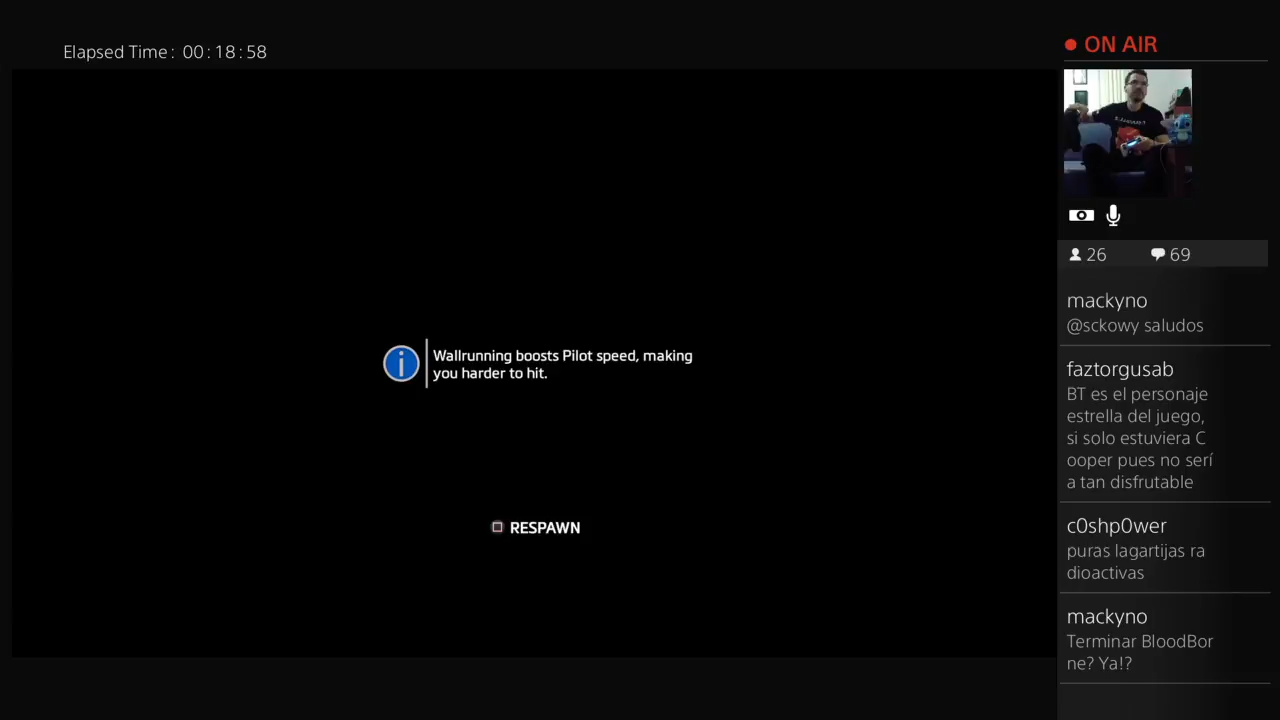 Elapsed Time: 00:18:58
ON AIR
26
69
mackyno
@sckowy saludos
faztorgusab
BT es el personaje
estrella del juego,
si solo estuviera C
ooper pues no serí
a tan disfrutable
c0shp0wer
puras lagartijas ra
dioactivas
mackyno
Terminar BloodBor
ne? Ya!?
Wallrunning boosts Pilot speed, making
you harder to hit.
RESPAWN